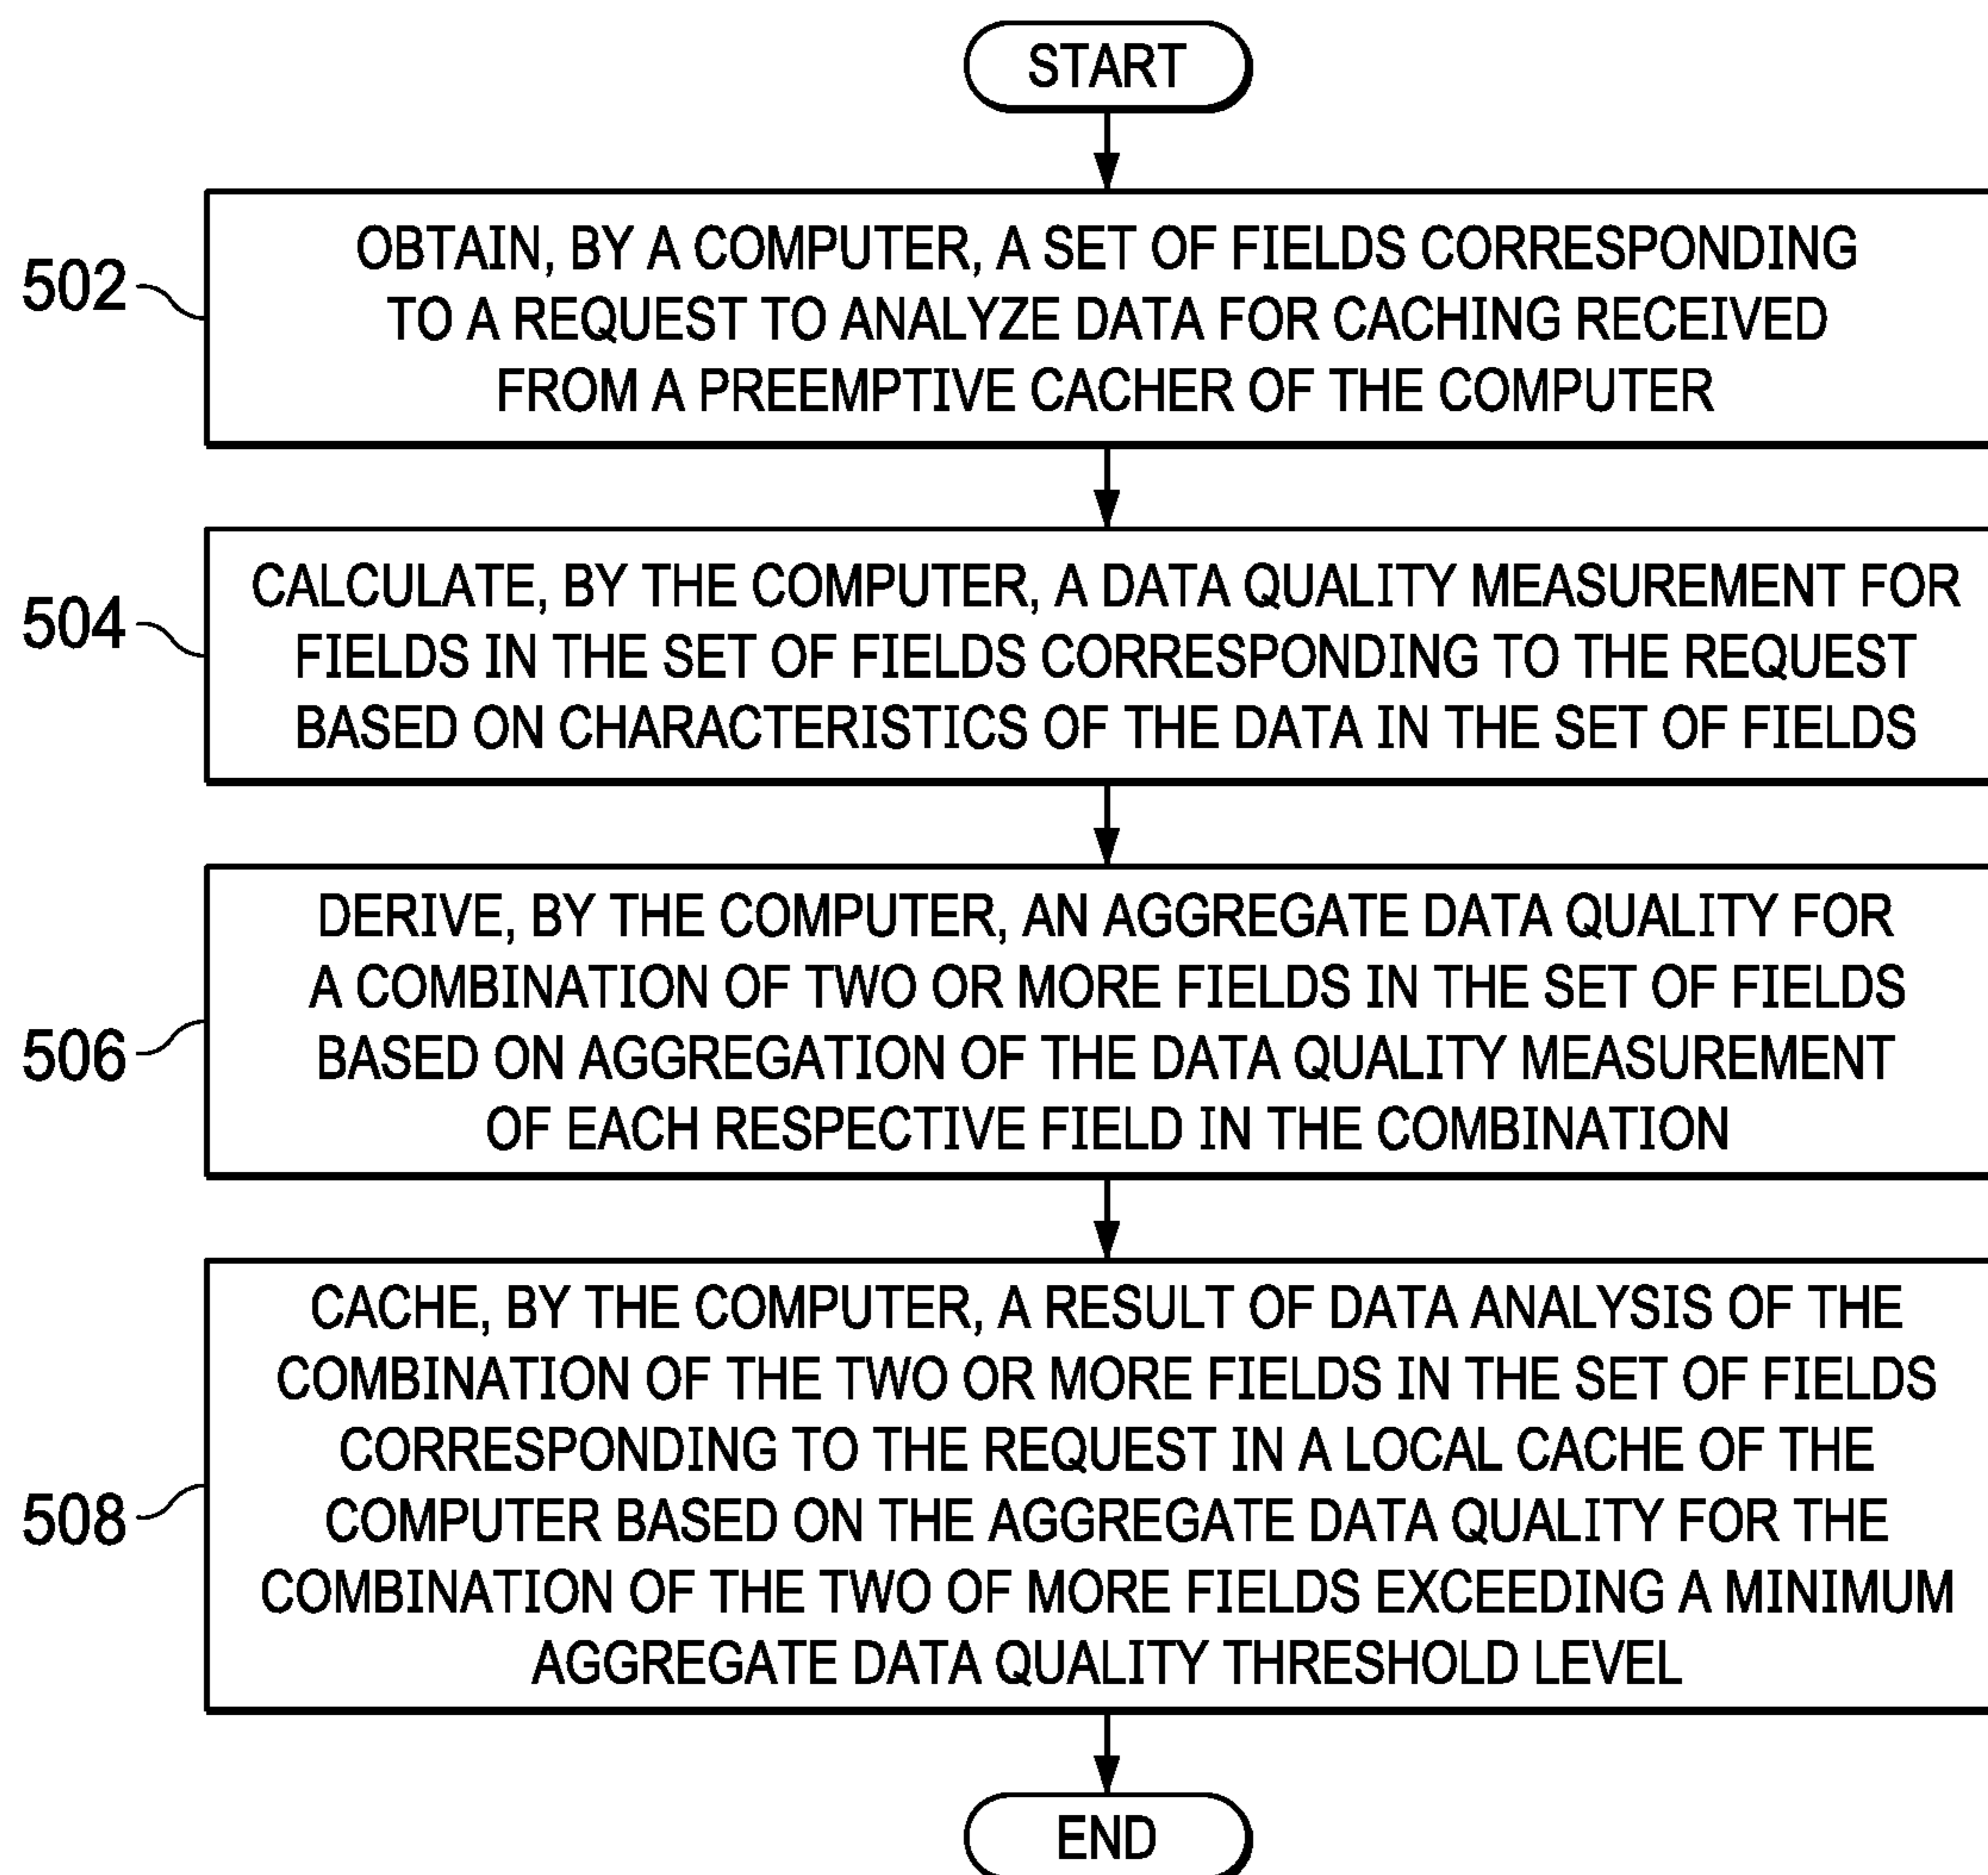 START
502
OBTAIN, BY A COMPUTER, A SET OF FIELDS CORRESPONDING
TO A REQUEST TO ANALYZE DATA FOR CACHING RECEIVED
FROM A PREEMPTIVE CACHER OF THE COMPUTER
504
CALCULATE, BY THE COMPUTER, A DATA QUALITY MEASUREMENT FOR
FIELDS IN THE SET OF FIELDS CORRESPONDING TO THE REQUEST
BASED ON CHARACTERISTICS OF THE DATA IN THE SET OF FIELDS
506
DERIVE, BY THE COMPUTER, AN AGGREGATE DATA QUALITY FOR
A COMBINATION OF TWO OR MORE FIELDS IN THE SET OF FIELDS
BASED ON AGGREGATION OF THE DATA QUALITY MEASUREMENT
OF EACH RESPECTIVE FIELD IN THE COMBINATION
508
CACHE, BY THE COMPUTER, A RESULT OF DATA ANALYSIS OF THE
COMBINATION OF THE TWO OR MORE FIELDS IN THE SET OF FIELDS
CORRESPONDING TO THE REQUEST IN A LOCAL CACHE OF THE
COMPUTER BASED ON THE AGGREGATE DATA QUALITY FOR THE
COMBINATION OF THE TWO OF MORE FIELDS EXCEEDING A MINIMUM
AGGREGATE DATA QUALITY THRESHOLD LEVEL
END